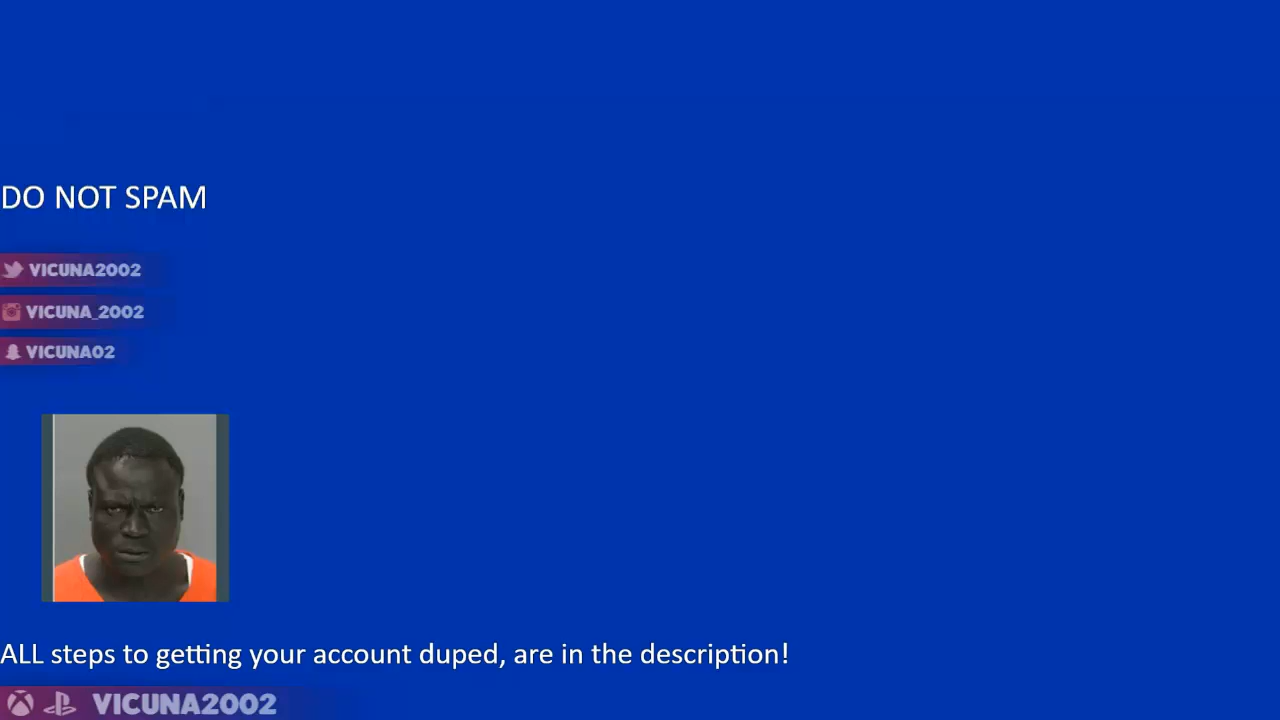 DO NOT SPAM
VICUNA2002
VICUNA_2002
VICUNA02
ALL steps to getting your account duped, are in the description!
VICUNA2002